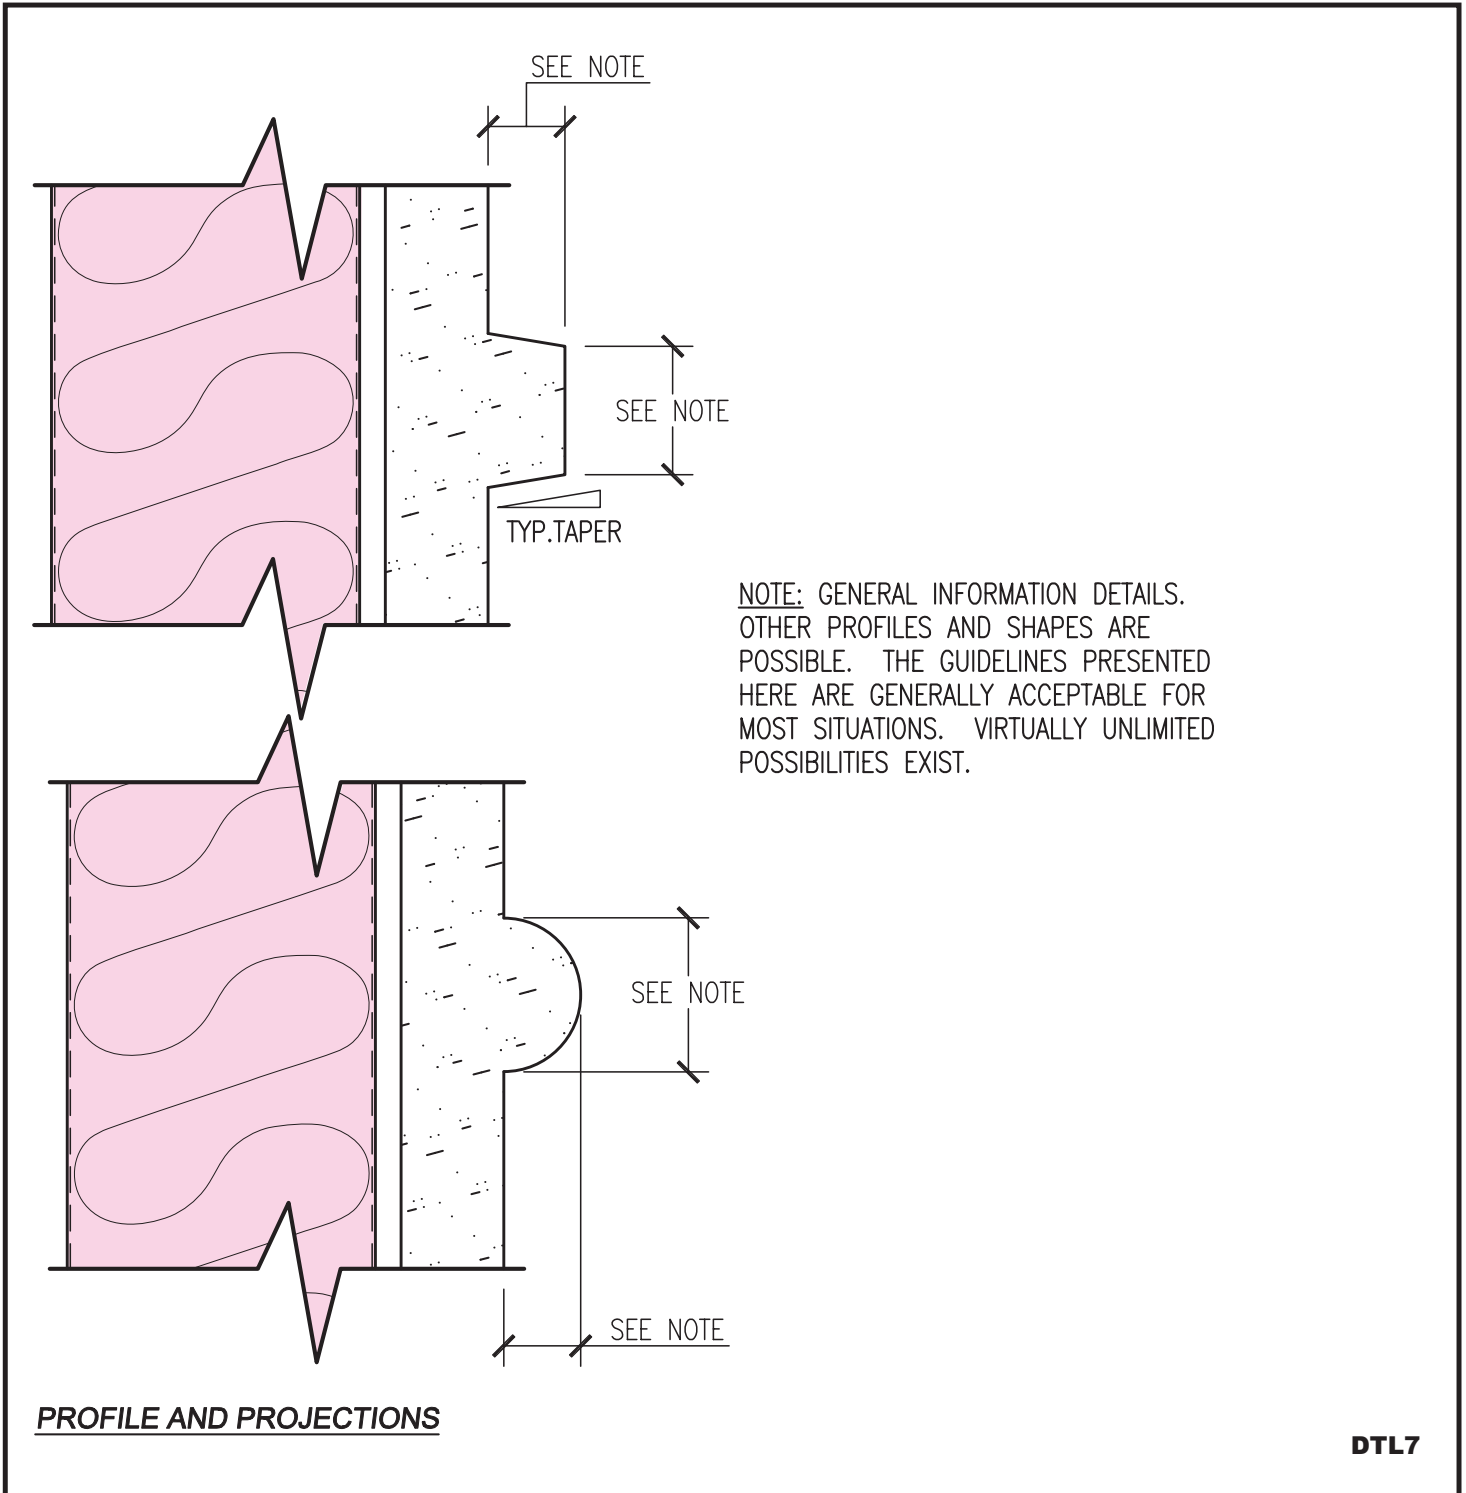 SEE NOTE
SEE NOTE
TYP.TAPER
NOTE: GENERAL INFORMATION DETAILS.
OTHER PROFILES AND SHAPES ARE
POSSIBLE. THE GUIDELINES PRESENTED
HERE ARE GENERALLY ACCEPTABLE FOR
MOST SITUATIONS. VIRTUALLY UNLIMITED
POSSIBILITIES EXIST.
SEE NOTE
SEE NOTE
PROFILE AND PROJECTIONS
DTL7